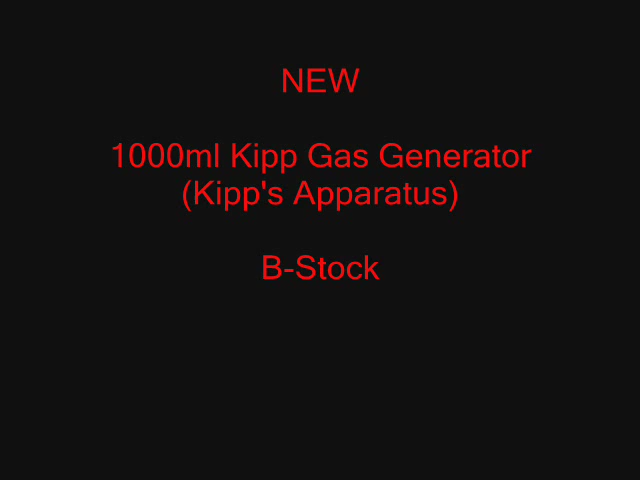 NEW
1000ml Kipp Gas Generator
(Kipp's Apparatus)
B-Stock